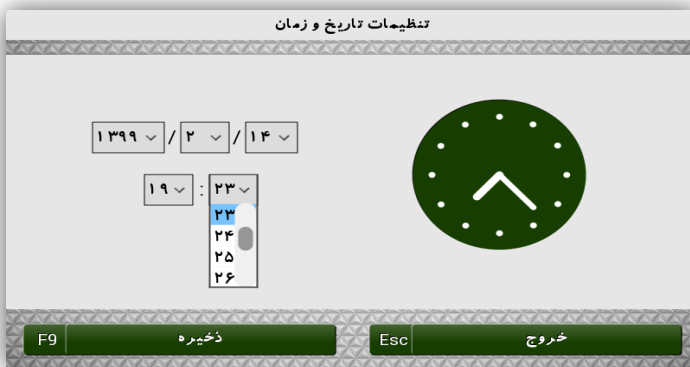 تنظیمات تاریخ و زمان
۱۳۹۹ / ۲ / ۱۴
۱۹ : ۲۳
۲۳
۲۴
۲۵
۲۶
F9 ذخیره
Esc خروج